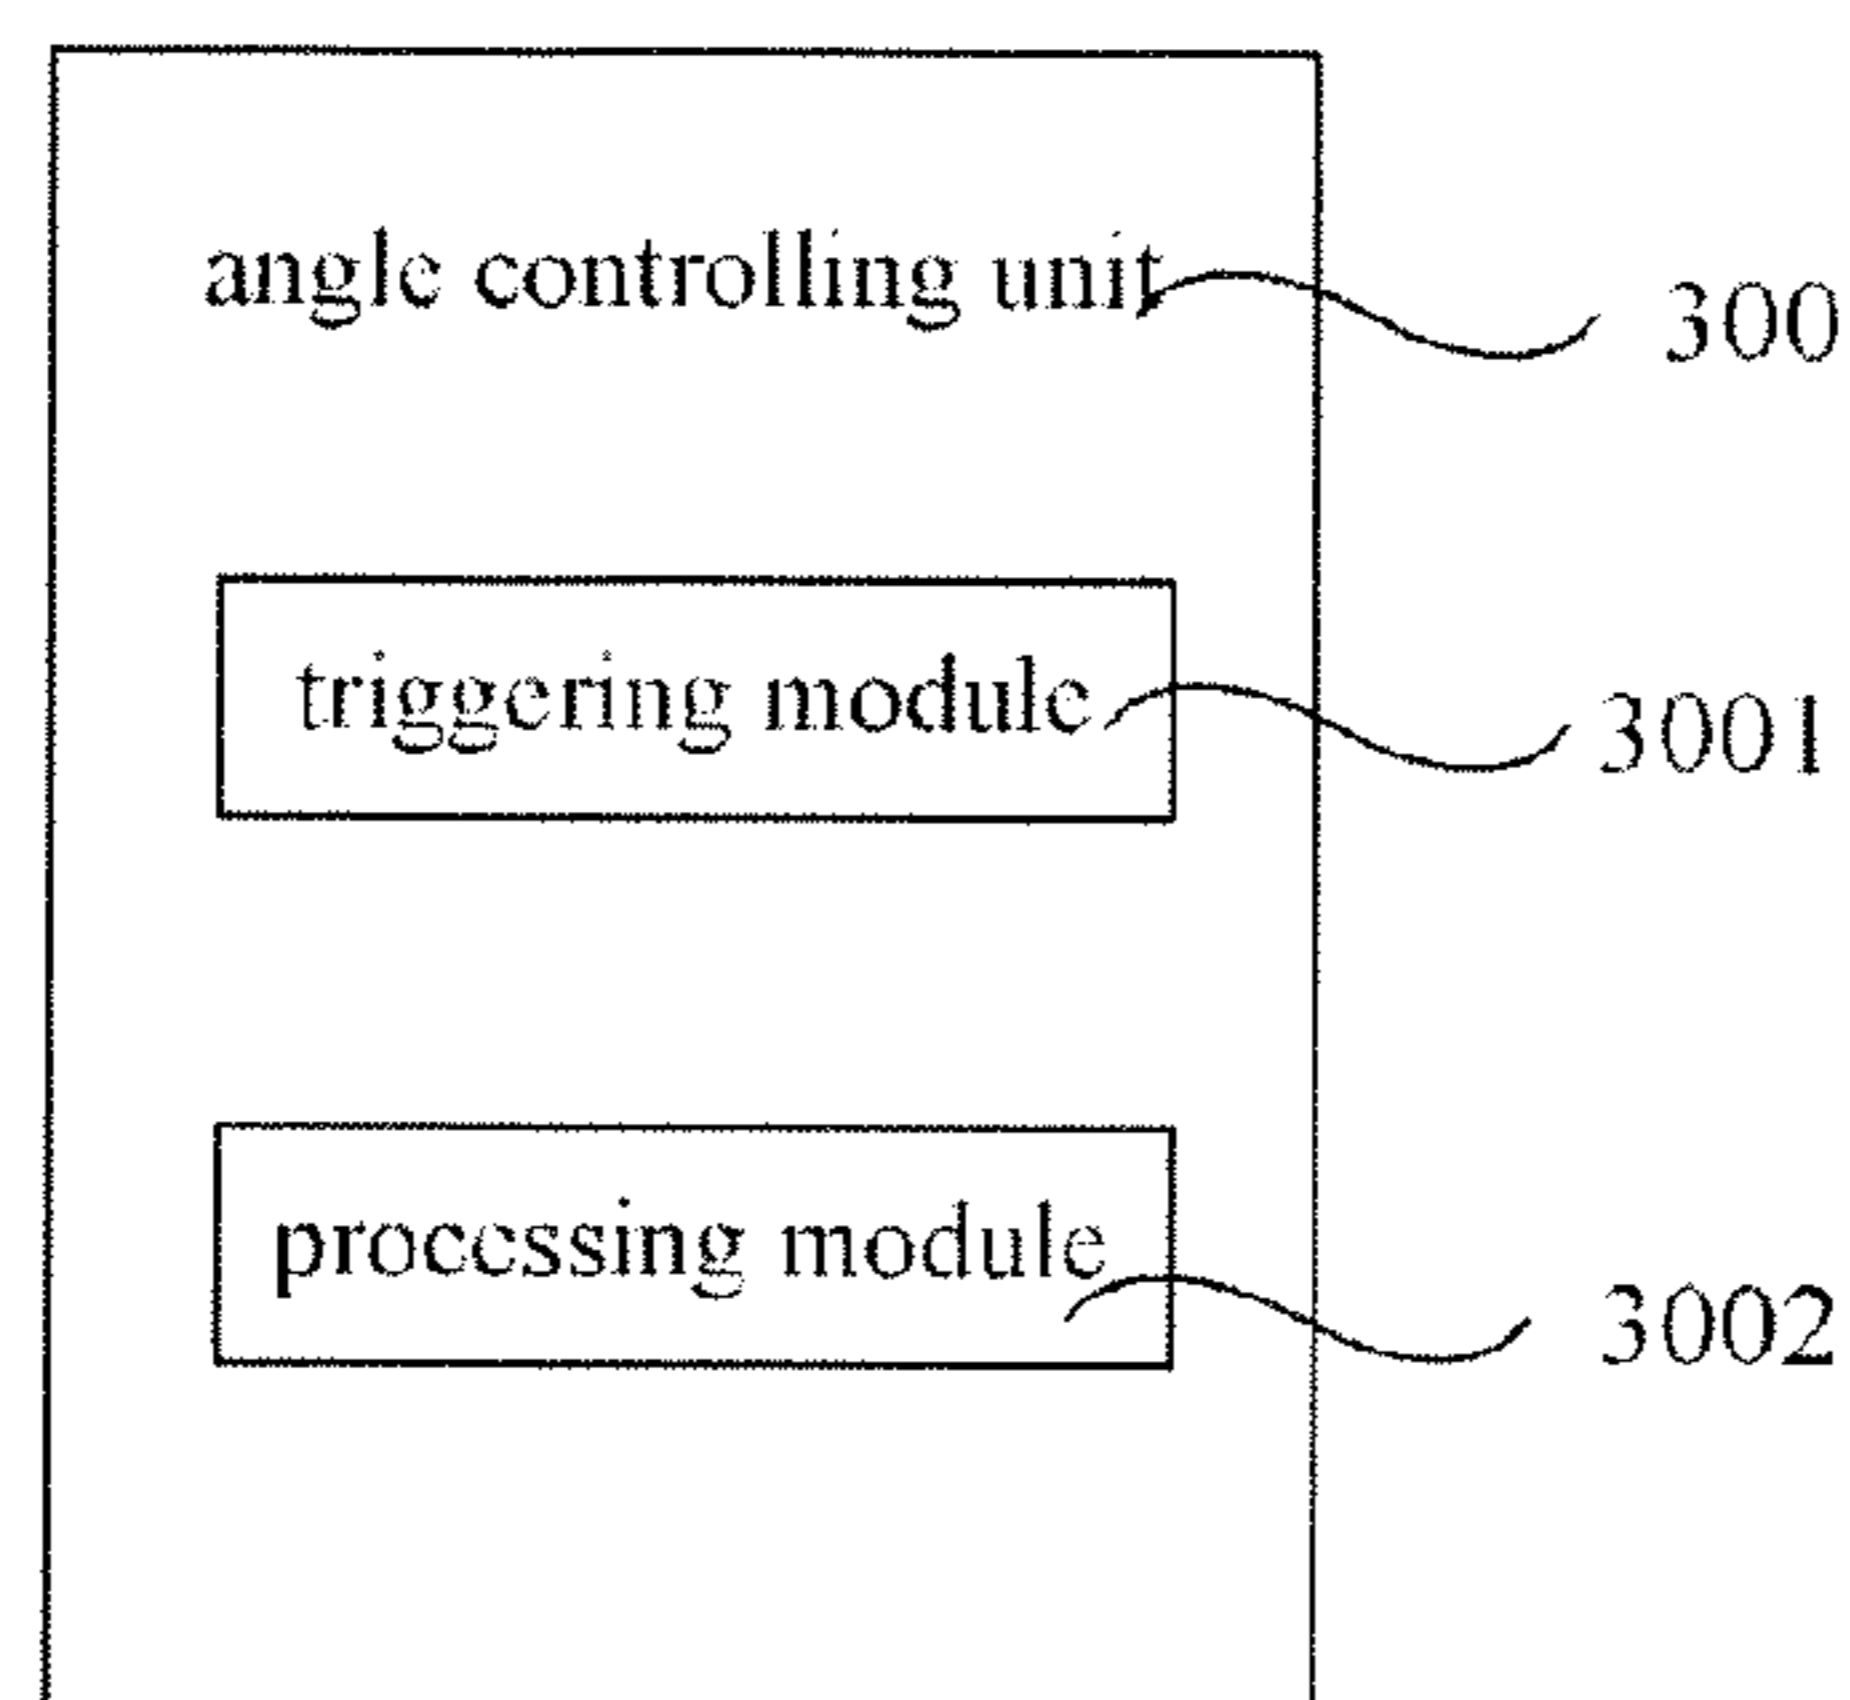 angle controlling unit 300
triggering module 3001
processing module 3002